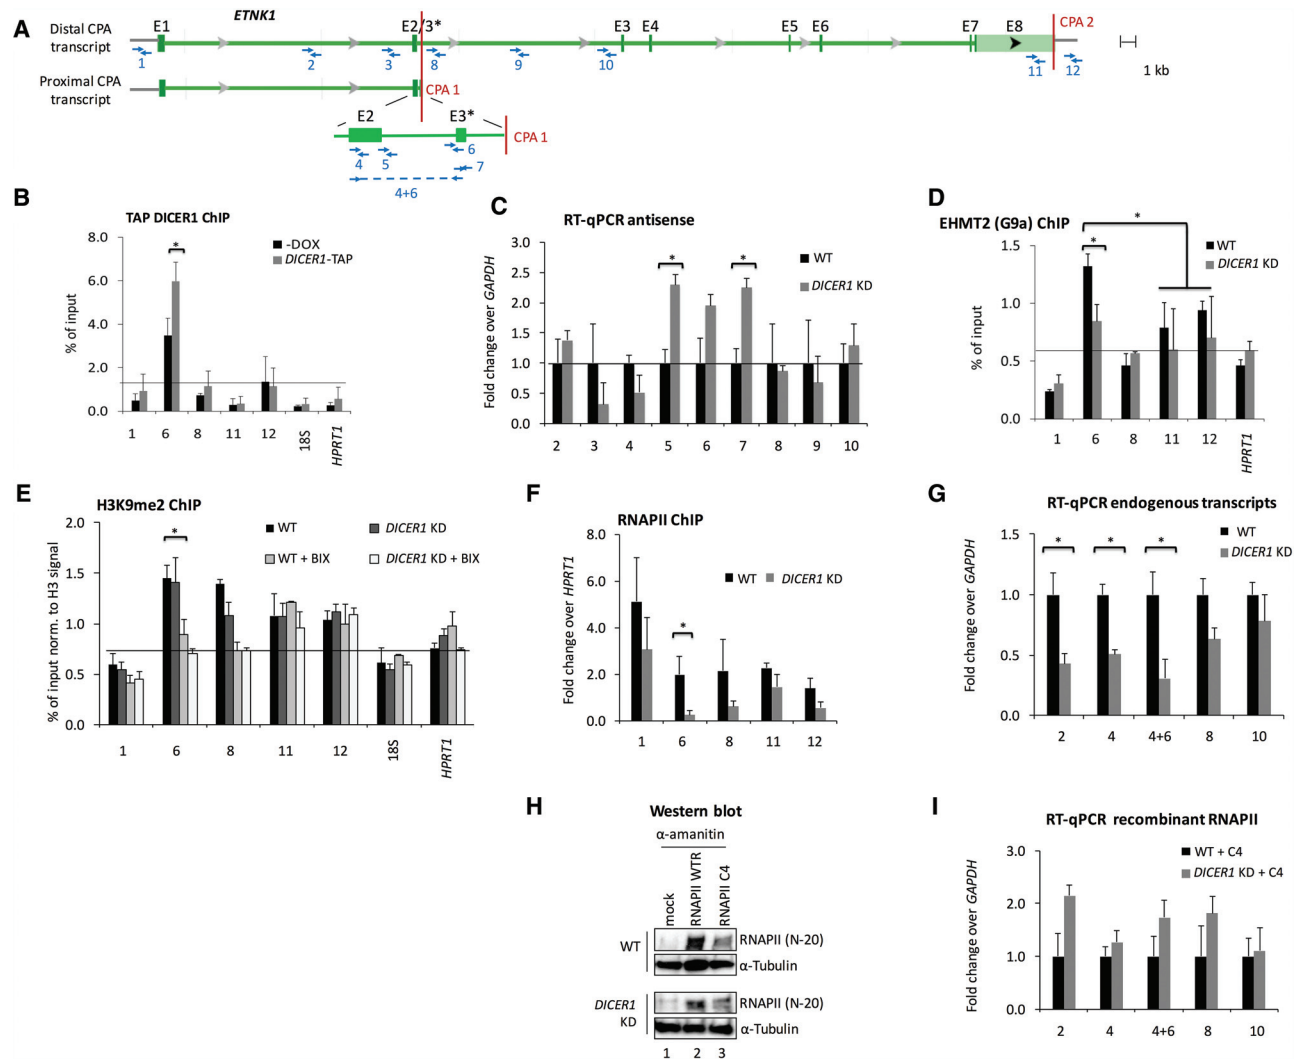 A
ETNK1
Distal CPA
transcript
E1
E2/3*
E3
E4
E5
E6
E7
E8
CPA 2
1
2
3
8
9
10
11
12
1 kb
Proximal CPA
transcript
CPA 1
E2
E3*
CPA 1
4
5
6
7
4+6
B
TAP DICER1 ChIP
-DOX
DICER1-TAP
*
% of input
8.0
6.0
4.0
2.0
0.0
1
6
8
11
12
18S
HPRT1
C
RT-qPCR antisense
WT
DICER1 KD
*
*
Fold change over GAPDH
3.0
2.5
2.0
1.5
1.0
0.5
0.0
2
3
4
5
6
7
8
9
10
D
EHMT2 (G9a) ChIP
WT
DICER1 KD
*
*
% of input
1.5
1.0
0.5
0.0
1
6
8
11
12
HPRT1
E
H3K9me2 ChIP
WT
DICER1 KD
WT + BIX
DICER1 KD + BIX
*
% of input norm. to H3 signal
2.0
1.5
1.0
0.5
0.0
1
6
8
11
12
18S
HPRT1
F
RNAPII ChIP
WT
DICER1 KD
*
Fold change over HPRT1
8.0
6.0
4.0
2.0
0.0
1
6
8
11
12
G
RT-qPCR endogenous transcripts
WT
DICER1 KD
*
*
*
Fold change over GAPDH
1.5
1.0
0.5
0.0
2
4
4+6
8
10
H
Western blot
α-amanitin
mock
RNAPII WTR
RNAPII C4
WT
RNAPII (N-20)
α-Tubulin
DICER1
KD
RNAPII (N-20)
α-Tubulin
1
2
3
I
RT-qPCR recombinant RNAPII
WT + C4
DICER1 KD + C4
Fold change over GAPDH
3.0
2.0
1.0
0.0
2
4
4+6
8
10